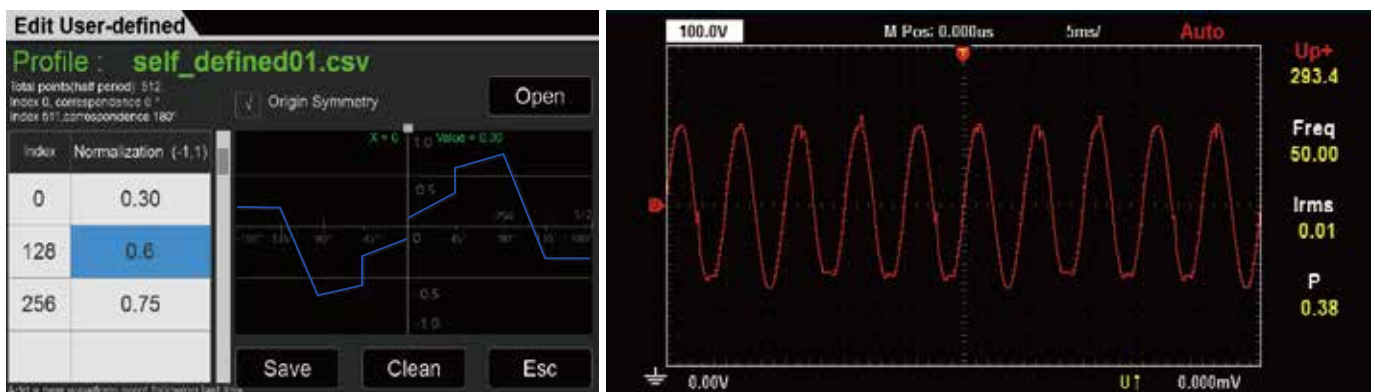 Edit User-defined
Profile : self_defined01.csv
Total points(half period) 512
Index 0, correspondence 0 °
Index 511,correspondence 180°
√ Origin Symmetry
Open
Index Normalization (-1,1)
0 0.30
128 0.6
256 0.75
X = 0
1.0
Value = 0.30
0.5
512
90°
45°
0
45°
90°
180°
0.5
1.0
Save
Clean
Esc
100.0V
M Pos: 0.000us
5ms/
Auto
T
D
Up+
293.4
Freq
50.00
Irms
0.01
P
0.38
0.00V
U↑
0.000mV